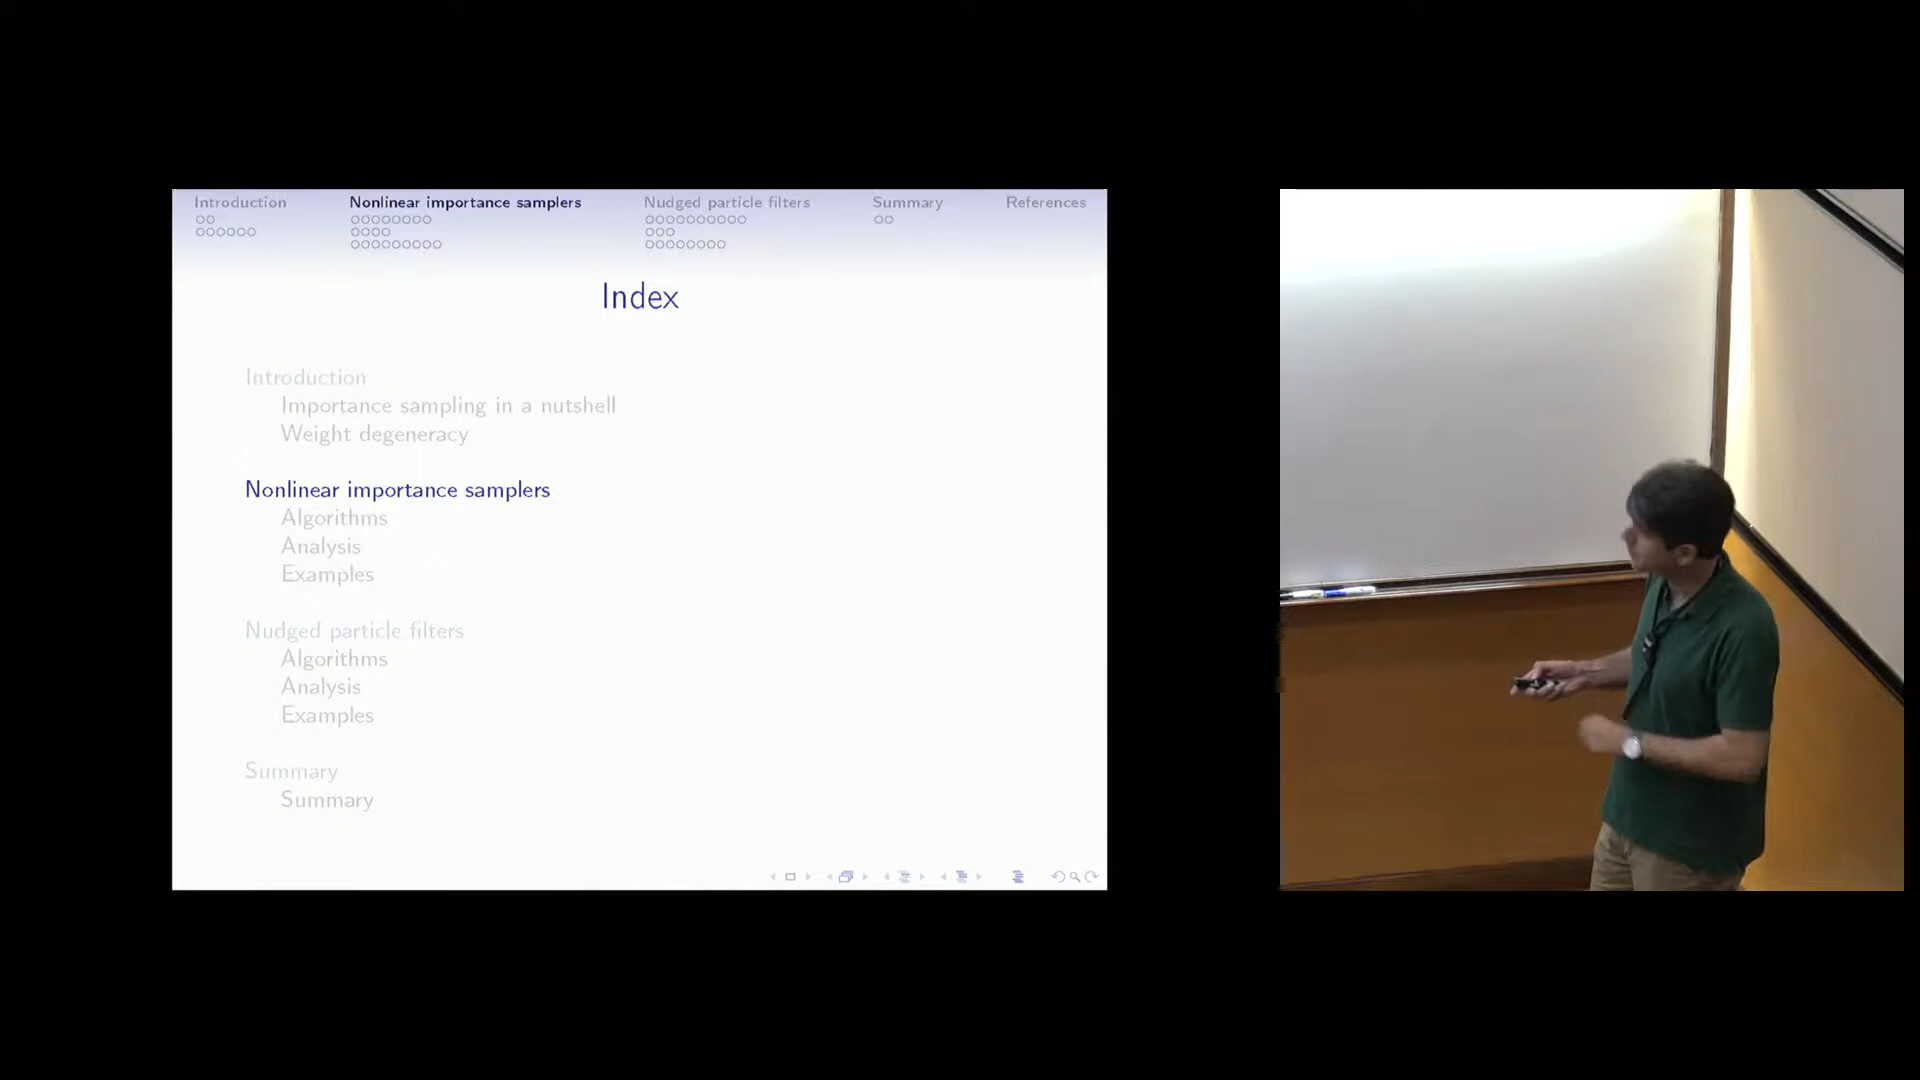 Introduction Nonlinear importance samplers Nudged particle filters Summary References
Index
Introduction
Importance sampling in a nutshell
Weight degeneracy
Nonlinear importance samplers
Algorithms
Analysis
Examples
Nudged particle filters
Algorithms
Analysis
Examples
Summary
Summary